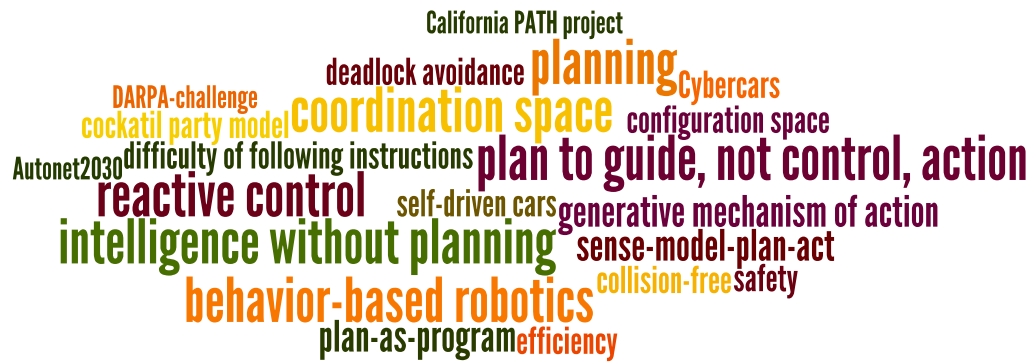 California PATH project
deadlock avoidance
planning
Cybercars
DARPA-challenge
coordination space
cockatil party model
configuration space
Autonet2030
difficulty of following instructions
plan to guide, not control, action
reactive control
self-driven cars
generative mechanism of action
intelligence without planning
sense-model-plan-act
behavior-based robotics
collision-free
safety
plan-as-program
efficiency